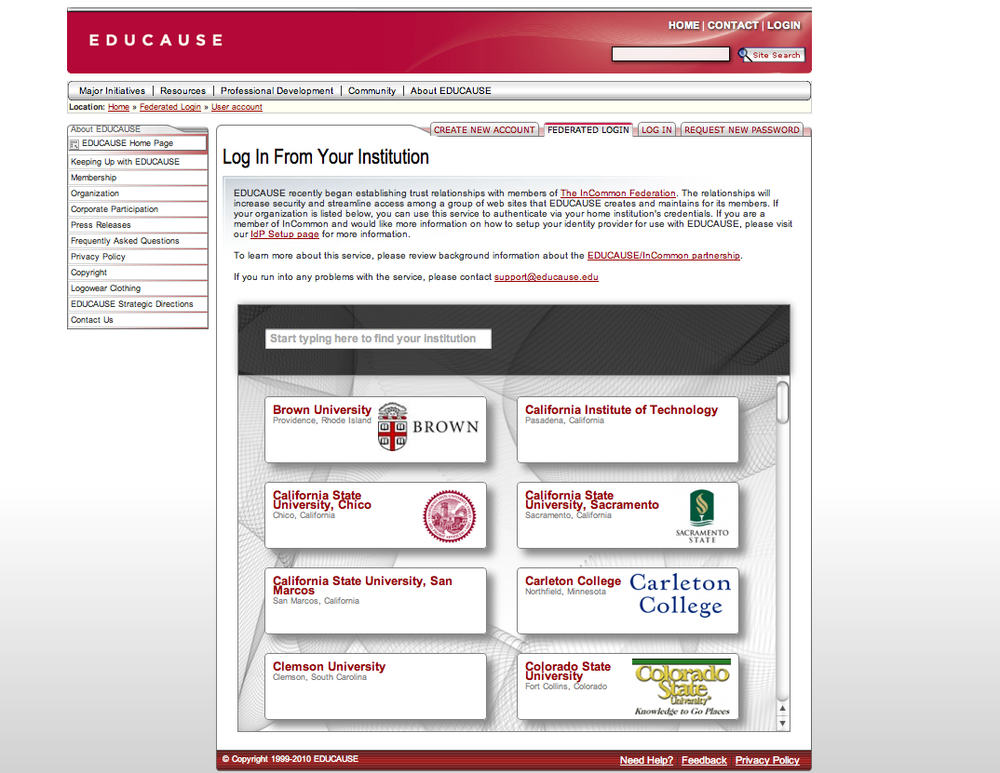 EDUCAUSE
HOME | CONTACT | LOGIN
Site Search
Major Initiatives | Resources | Professional Development | Community | About EDUCAUSE
Location: Home » Federated Login » User account
About EDUCAUSE
EDUCAUSE Home Page
Keeping Up with EDUCAUSE
Membership
Organization
Corporate Participation
Press Releases
Frequently Asked Questions
Privacy Policy
Copyright
Logowear Clothing
EDUCAUSE Strategic Directions
Contact Us
CREATE NEW ACCOUNT FEDERATED LOGIN LOG IN REQUEST NEW PASSWORD
Log In From Your Institution
EDUCAUSE recently began establishing trust relationships with members of The InCommon Federation. The relationships will
increase security and streamline access among a group of web sites that EDUCAUSE creates and maintains for its members. If
your organization is listed below, you can use this service to authenticate via your home institution's credentials. If you are a
member of InCommon and would like more information on how to setup your identity provider for use with EDUCAUSE, please visit
our IdP Setup page for more information.
To learn more about this service, please review background information about the EDUCAUSE/InCommon partnership.
If you run into any problems with the service, please contact support@educause.edu
Start typing here to find your institution
Brown University
Providence, Rhode Island
BROWN
California Institute of Technology
Pasadena, California
California State
University, Chico
Chico, California
California State
University, Sacramento
Sacramento, California
SACRAMENTO
STATE
California State University, San
Marcos
San Marcos, California
Carleton College
Northfield, Minnesota
Carleton
College
Clemson University
Clemson, South Carolina
Colorado State
University
Fort Collins, Colorado
Colorado
State
University
Knowledge to Go Places
© Copyright 1999-2010 EDUCAUSE
Need Help? Feedback Privacy Policy